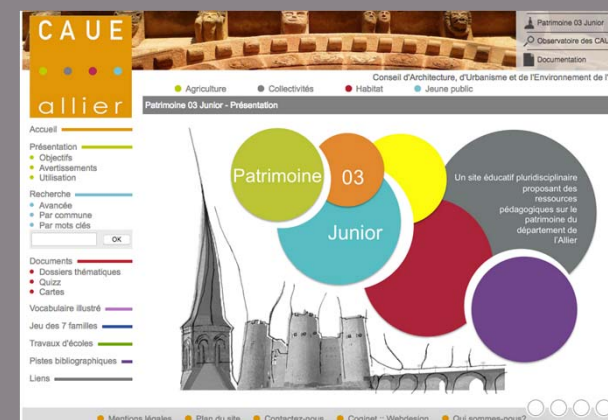 CAUE
allier
Patrimoine 03 Junior
Observatoire des CAU
Documentation
Conseil d'Architecture, d'Urbanisme et de l'Environnement de l'
Agriculture
Collectivités
Habitat
Jeune public
Patrimoine 03 Junior - Présentation
Accueil
Présentation
Objectifs
Avertissements
Utilisation
Recherche
Avancée
Par commune
Par mots clés
OK
Documents
Dossiers thématiques
Quizz
Cartes
Vocabulaire illustré
Jeu des 7 familles
Travaux d'écoles
Pistes bibliographiques
Liens
Patrimoine
03
Junior
Un site éducatif pluridisciplinaire
proposant des
ressources
pédagogiques sur le
patrimoine du
département de
l'Allier
Mentions légales
Plan du site
Contactez-nous
Coginet :: Webdesign
Qui sommes-nous?